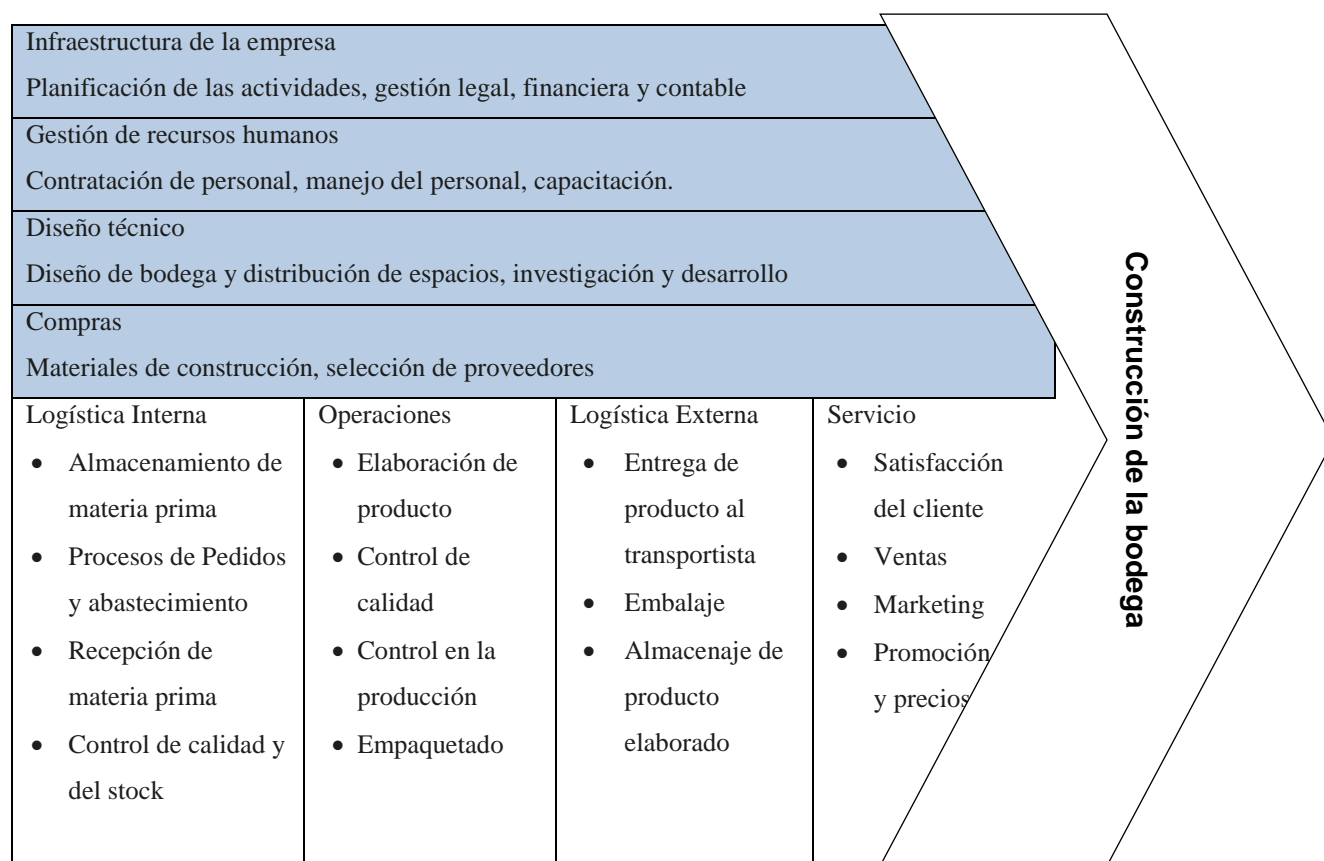 Infraestructura de la empresa
Planificación de las actividades, gestión legal, financiera y contable
Gestión de recursos humanos
Contratación de personal, manejo del personal, capacitación.
Diseño técnico
Diseño de bodega y distribución de espacios, investigación y desarrollo
Compras
Materiales de construcción, selección de proveedores
Logística Interna
• Almacenamiento de
materia prima
• Procesos de Pedidos
y abastecimiento
• Recepción de
materia prima
• Control de calidad y
del stock
Operaciones
• Elaboración de
producto
• Control de
calidad
• Control en la
producción
• Empaquetado
Logística Externa
• Entrega de
producto al
transportista
• Embalaje
• Almacenaje de
producto
elaborado
Servicio
• Satisfacción
del cliente
• Ventas
• Marketing
• Promoción
y precios
Construcción de la bodega